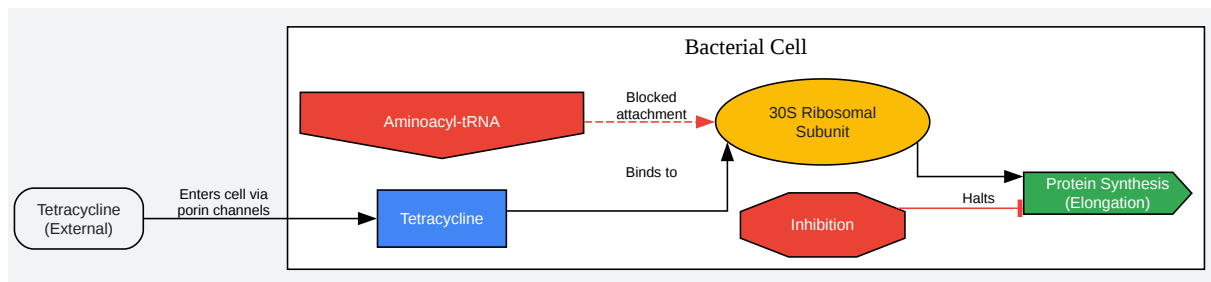 Bacterial Cell
Blocked
attachment
Aminoacyl-tRNA
30S Ribosomal
Subunit
Binds to
Enters cell via
porin channels
Tetracycline
(External)
Tetracycline
Inhibition
Halts
Protein Synthesis
(Elongation)